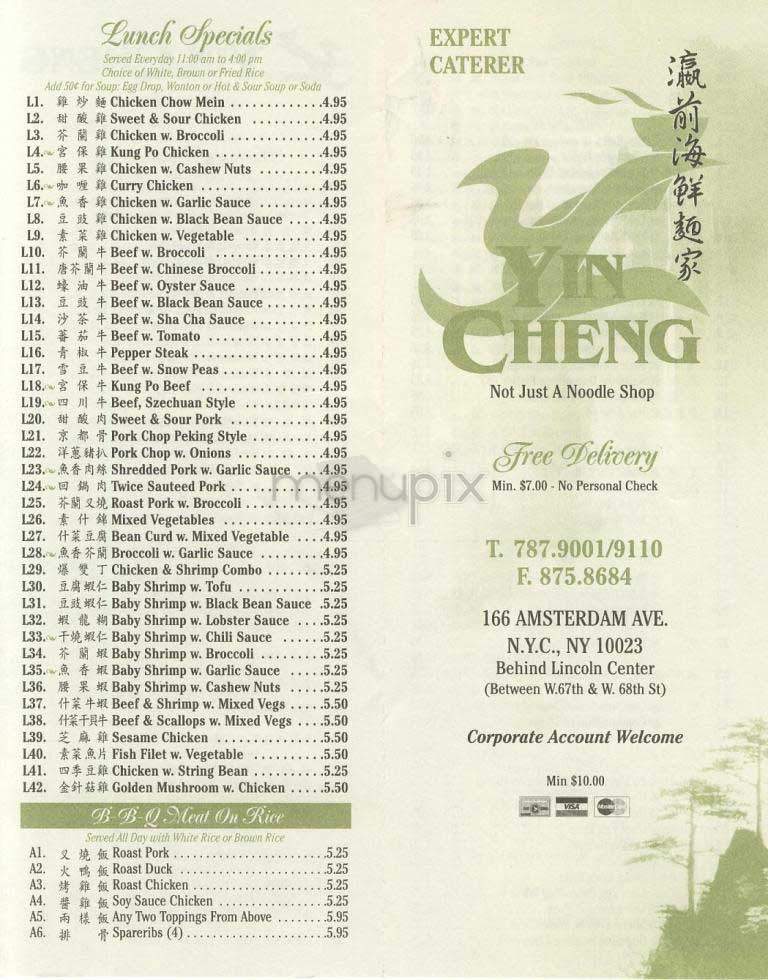 Lunch Specials
Served Everyday 11:00 am to 4:00 pm
Choice of White, Brown or Fried Rice
Add 50¢ for Soup: Egg Drop, Wonton or Hot & Sour Soup or Soda
L1. 雞炒麵 Chicken Chow Mein ............4.95
L2. 甜酸雞 Sweet & Sour Chicken ..........4.95
L3. 芥蘭雞 Chicken w. Broccoli ............4.95
L4. 宮保雞 Kung Po Chicken ..............4.95
L5. 腰果雞 Chicken w. Cashew Nuts ........4.95
L6. 咖喱雞 Curry Chicken ................4.95
L7. 魚香雞 Chicken w. Garlic Sauce ........4.95
L8. 豆豉雞 Chicken w. Black Bean Sauce .....4.95
L9. 素菜雞 Chicken w. Vegetable ..........4.95
L10. 芥蘭牛 Beef w. Broccoli ..............4.95
L11. 唐芥蘭牛 Beef w. Chinese Broccoli ........4.95
L12. 蠔油牛 Beef w. Oyster Sauce ...........4.95
L13. 豆豉牛 Beef w. Black Bean Sauce ........4.95
L14. 沙茶牛 Beef w. Sha Cha Sauce .........4.95
L15. 蕃茄牛 Beef w. Tomato ...............4.95
L16. 青椒牛 Pepper Steak .................4.95
L17. 雪豆牛 Beef w. Snow Peas .............4.95
L18. 宮保牛 Kung Po Beef ................4.95
L19. 四川牛 Beef, Szechuan Style ..........4.95
L20. 甜酸肉 Sweet & Sour Pork ............4.95
L21. 京都骨 Pork Chop Peking Style .........4.95
L22. 洋蔥豬扒 Pork Chop w. Onions ...........4.95
L23. 魚香肉絲 Shredded Pork w. Garlic Sauce ....4.95
L24. 回鍋肉 Twice Sauteed Pork ............4.95
L25. 芥蘭叉燒 Roast Pork w. Broccoli ..........4.95
L26. 素什錦 Mixed Vegetables .............4.95
L27. 什菜豆腐 Bean Curd w. Mixed Vegetable ....4.95
L28. 魚香芥蘭 Broccoli w. Garlic Sauce ........4.95
L29. 爆雙丁 Chicken & Shrimp Combo .......5.25
L30. 豆腐蝦仁 Baby Shrimp w. Tofu ...........5.25
L31. 豆豉蝦仁 Baby Shrimp w. Black Bean Sauce .5.25
L32. 蝦龍糊 Baby Shrimp w. Lobster Sauce ....5.25
L33. 干燒蝦仁 Baby Shrimp w. Chili Sauce ......5.25
L34. 芥蘭蝦 Baby Shrimp w. Broccoli ........5.25
L35. 魚香蝦 Baby Shrimp w. Garlic Sauce .....5.25
L36. 腰果蝦 Baby Shrimp w. Cashew Nuts .....5.25
L37. 什菜牛蝦 Beef & Shrimp w. Mixed Vegs .....5.50
L38. 什菜干貝牛 Beef & Scallops w. Mixed Vegs ....5.50
L39. 芝麻雞 Sesame Chicken ..............5.50
L40. 素菜魚片 Fish Filet w. Vegetable .........5.50
L41. 四季豆雞 Chicken w. String Bean ..........5.25
L42. 金針菇雞 Golden Mushroom w. Chicken .....5.50
B-B-Q Meat On Rice
Served All Day with White Rice or Brown Rice
A1. 叉燒飯 Roast Pork ......................5.25
A2. 火鴨飯 Roast Duck .....................5.25
A3. 烤雞飯 Roast Chicken ...................5.25
A4. 醬雞飯 Soy Sauce Chicken ................5.25
A5. 兩樣飯 Any Two Toppings From Above .......5.95
A6. 排骨 Spareribs (4) .....................5.95
EXPERT
CATERER
瀛前海鮮麵家
YIN
CHENG
Not Just A Noodle Shop
Free Delivery
Min. $7.00 - No Personal Check
menupix
T. 787.9001/9110
F. 875.8684
166 AMSTERDAM AVE.
N.Y.C., NY 10023
Behind Lincoln Center
(Between W.67th & W. 68th St)
Corporate Account Welcome
Min $10.00
VISA
MasterCard